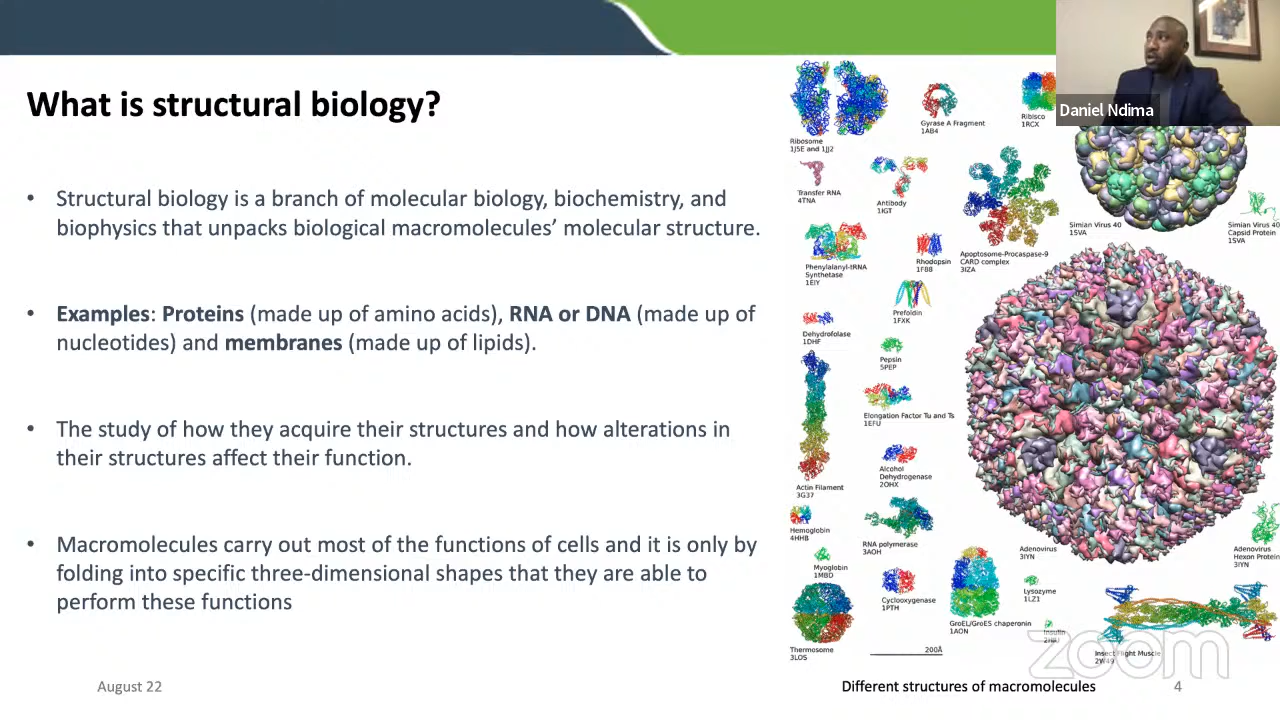 What is structural biology?
• Structural biology is a branch of molecular biology, biochemistry, and
biophysics that unpacks biological macromolecules’ molecular structure.
• Examples: Proteins (made up of amino acids), RNA or DNA (made up of
nucleotides) and membranes (made up of lipids).
• The study of how they acquire their structures and how alterations in
their structures affect their function.
• Macromolecules carry out most of the functions of cells and it is only by
folding into specific three-dimensional shapes that they are able to
perform these functions
Daniel Ndima
Ribosome
1J5E and 1JJ2
Gyrase A Fragment
1AB4
Ribisco
1RCX
Transfer RNA
4TNA
Antibody
1IGT
Simian Virus 40
1SVA
Simian Virus 40
Capsid Protein
1SVA
Phenylalanyl-tRNA
Synthetase
1EIY
Rhodopsin
1F88
Apoptosome-Procaspase-9
CARD complex
3IZA
Prefoldin
1FXK
Dehydrofolase
1DHF
Pepsin
5PEP
Elongation Factor Tu and Ts
1EFU
Alcohol
Dehydrogenase
2OHX
Actin Filament
3G37
Hemoglobin
4HHB
RNA polymerase
3AOH
Adenovirus
3IYN
Adenovirus
Hexon Protein
3IYN
Myoglobin
1MBD
Cyclooxygenase
1PTH
Lysozyme
1LZ1
GroEL/GroES chaperonin
1AON
Insulin
Thermosome
3LOS
200Å
Insect Flight Muscle
2W49
zoom
August 22
Different structures of macromolecules
4